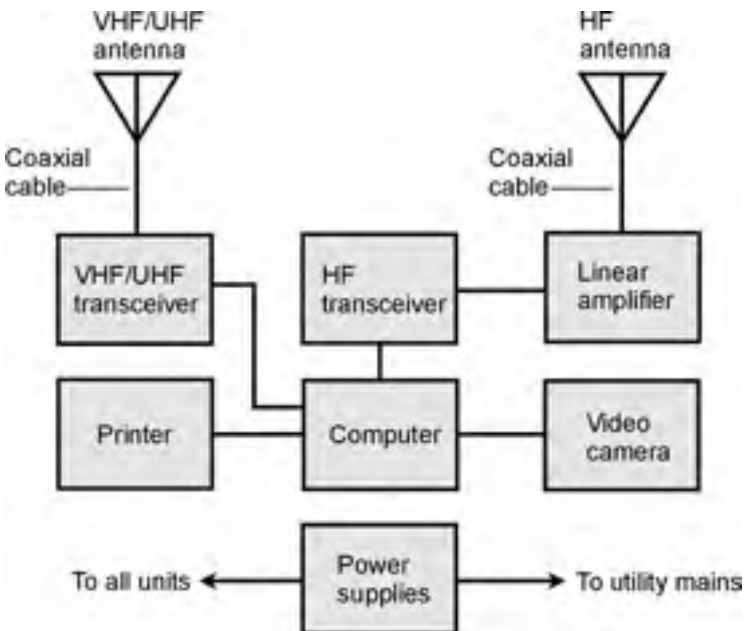 VHF/UHF
antenna
HF
antenna
Coaxial
cable
Coaxial
cable
VHF/UHF
transceiver
HF
transceiver
Linear
amplifier
Printer
Computer
Video
camera
To all units
Power
supplies
To utility mains